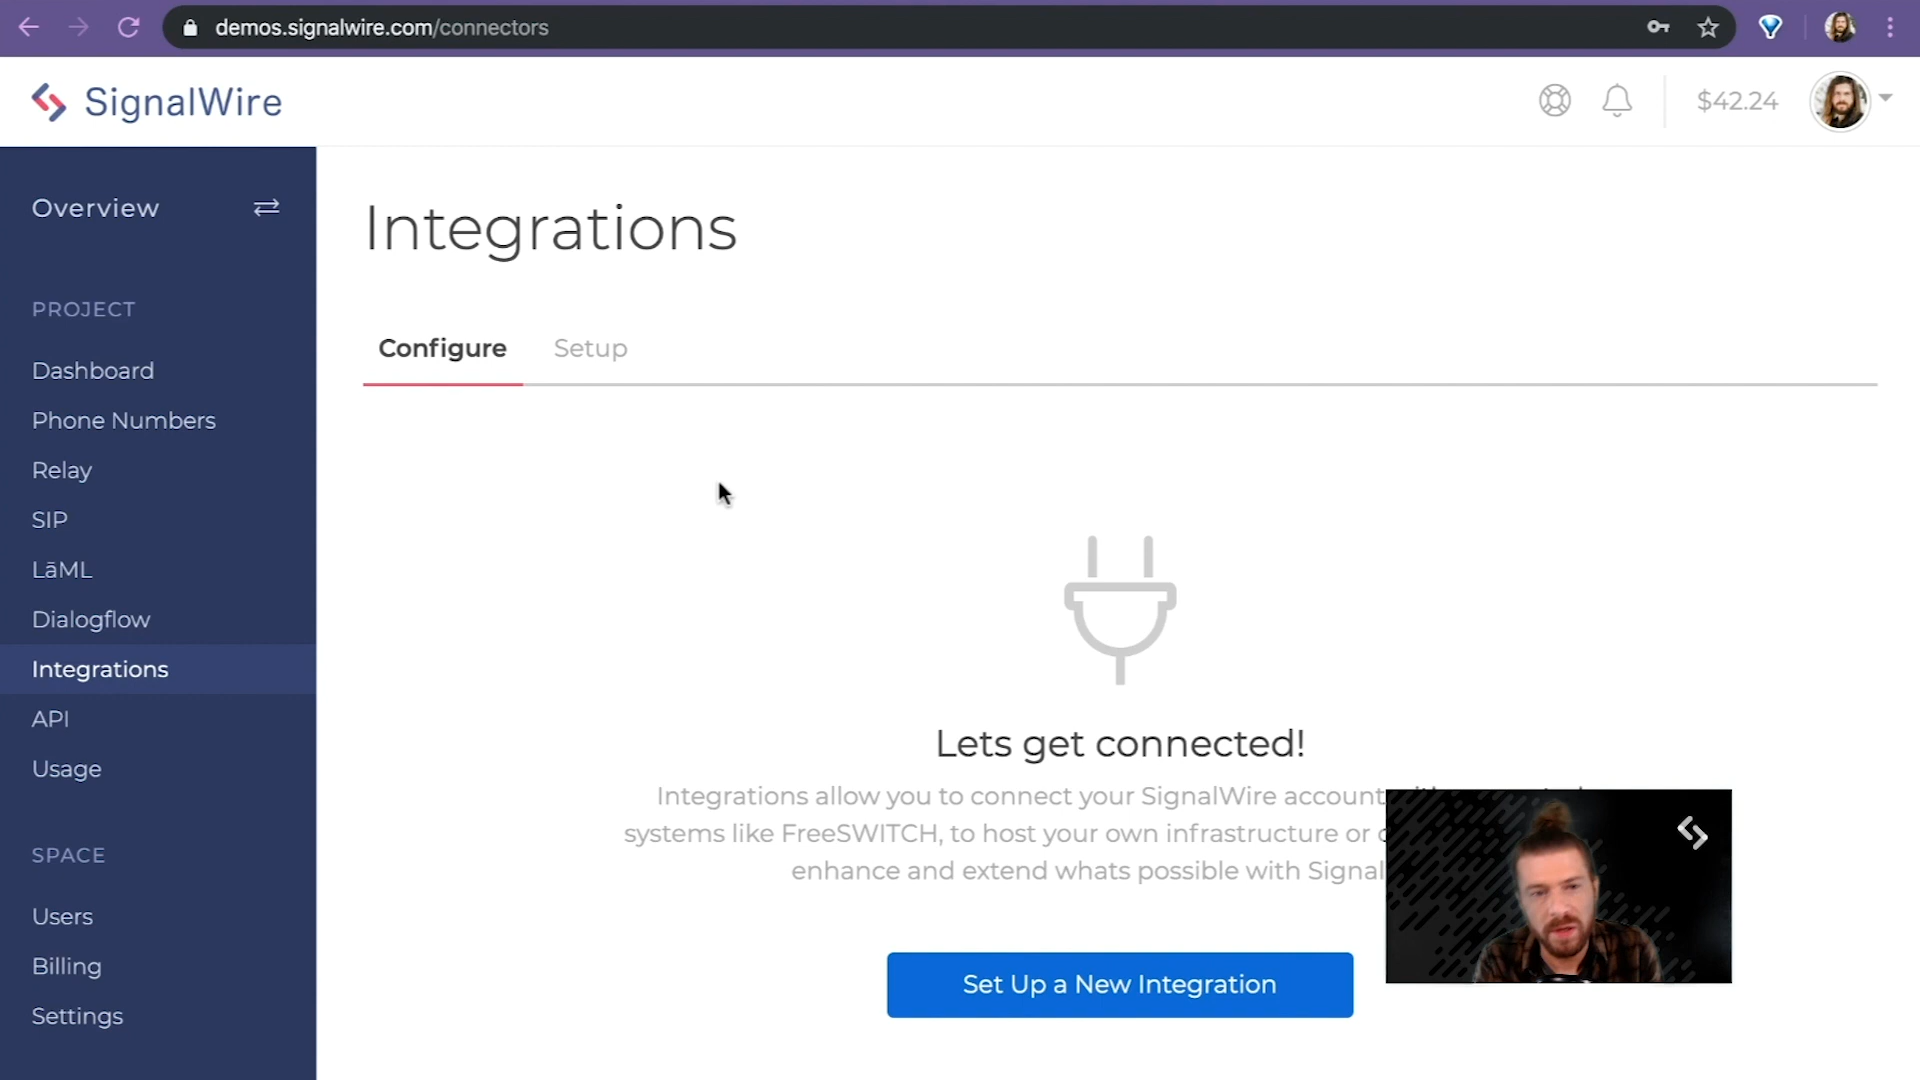 demos.signalwire.com/connectors
SignalWire
$42.24
Overview
PROJECT
Dashboard
Phone Numbers
Relay
SIP
LāML
Dialogflow
Integrations
API
Usage
SPACE
Users
Billing
Settings
Integrations
Configure Setup
Lets get connected!
Integrations allow you to connect your SignalWire account
systems like FreeSWITCH, to host your own infrastructure or
enhance and extend whats possible with Signal
Set Up a New Integration